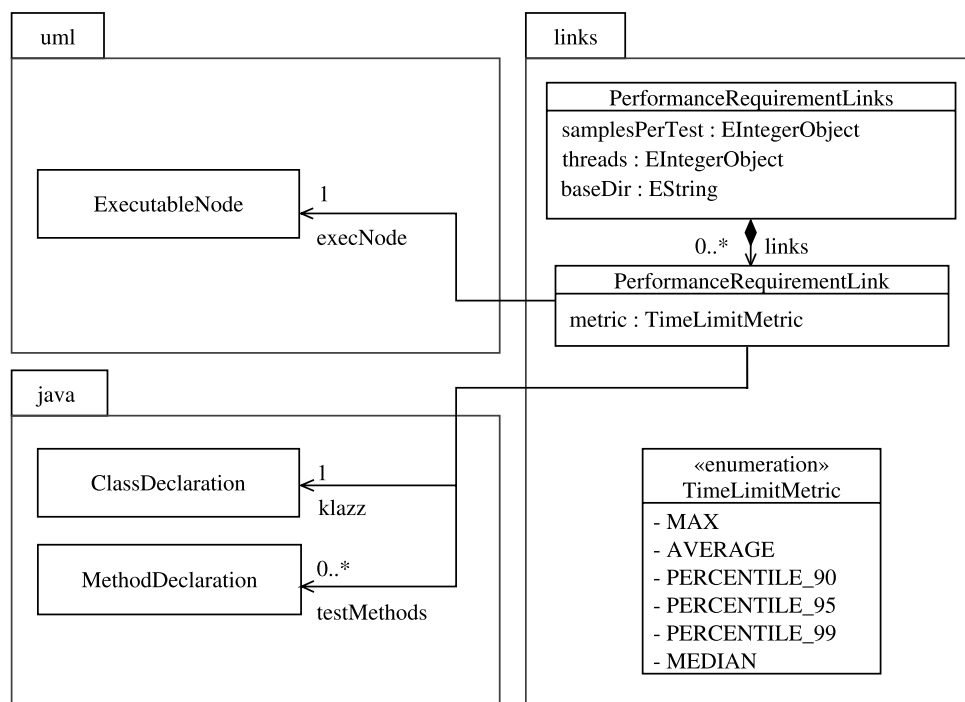 uml
ExecutableNode
1
execNode
links
PerformanceRequirementLinks
samplesPerTest : EIntegerObject
threads : EIntegerObject
baseDir : EString
0..* links
PerformanceRequirementLink
metric : TimeLimitMetric
java
ClassDeclaration
1
klazz
MethodDeclaration
0..*
testMethods
«enumeration»
TimeLimitMetric
- MAX
- AVERAGE
- PERCENTILE_90
- PERCENTILE_95
- PERCENTILE_99
- MEDIAN